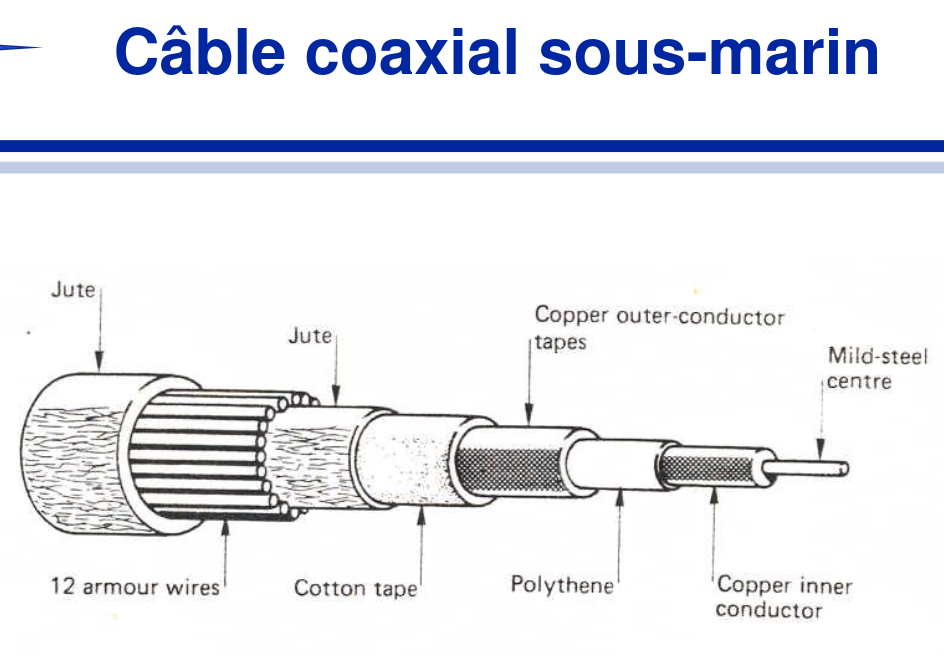 Câble coaxial sous-marin
Jute
Jute
Copper outer-conductor
tapes
Mild-steel
centre
12 armour wires
Cotton tape
Polythene
Copper inner
conductor